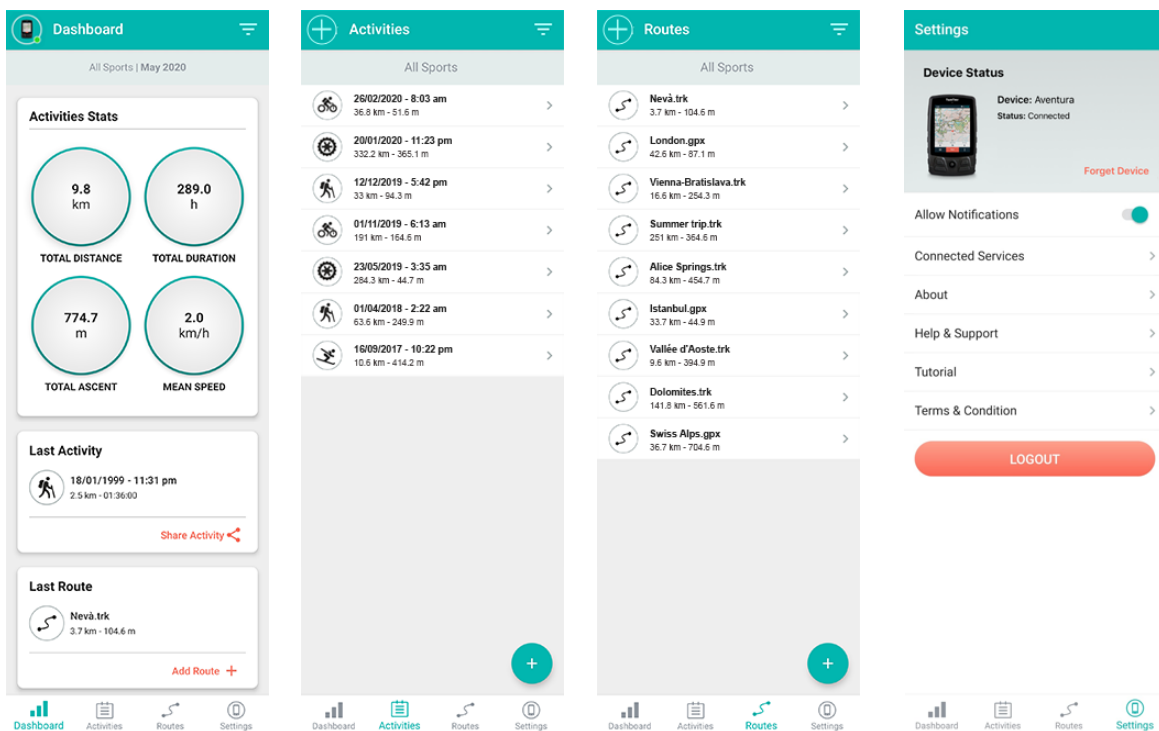 Dashboard
All Sports | May 2020
Activities Stats
9.8
km
289.0
h
TOTAL DISTANCE
TOTAL DURATION
774.7
m
2.0
km/h
TOTAL ASCENT
MEAN SPEED
Last Activity
18/01/1999 - 11:31 pm
2.5 km - 01:36:00
Share Activity
Last Route
Nevà.trk
3.7 km - 104.6 m
Add Route +
Dashboard
Activities
Routes
Settings
Activities
All Sports
26/02/2020 - 8:03 am
36.8 km - 51.6 m
20/01/2020 - 11:23 pm
332.2 km - 365.1 m
12/12/2019 - 5:42 pm
33 km - 94.3 m
01/11/2019 - 6:13 am
191 km - 164.6 m
23/05/2019 - 3:35 am
284.3 km - 44.7 m
01/04/2018 - 2:22 am
63.6 km - 249.9 m
16/09/2017 - 10:22 pm
10.6 km - 414.2 m
Dashboard
Activities
Routes
Settings
Routes
All Sports
Nevà.trk
3.7 km - 104.6 m
London.gpx
42.6 km - 87.1 m
Vienna-Bratislava.trk
16.6 km - 254.3 m
Summer trip.trk
251 km - 364.6 m
Alice Springs.trk
84.3 km - 454.7 m
Istanbul.gpx
33.7 km - 44.9 m
Vallée d'Aoste.trk
9.6 km - 394.9 m
Dolomites.trk
141.8 km - 561.6 m
Swiss Alps.gpx
36.7 km - 704.6 m
Dashboard
Activities
Routes
Settings
Settings
Device Status
Device: Aventura
Status: Connected
Forget Device
Allow Notifications
Connected Services
About
Help & Support
Tutorial
Terms & Condition
LOGOUT
Dashboard
Activities
Routes
Settings